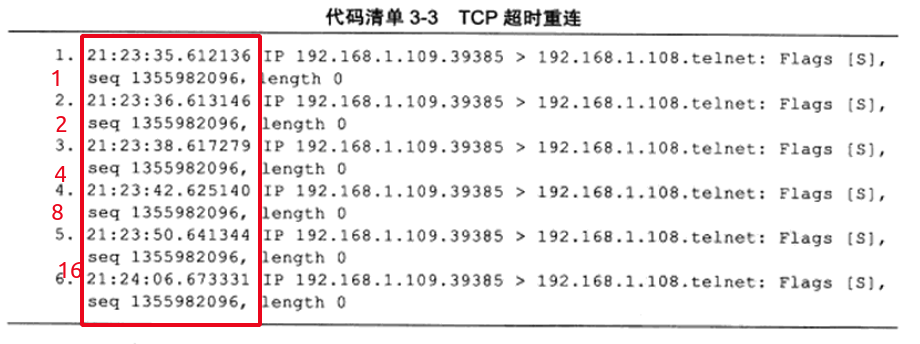 代码清单 3-3 TCP 超时重连
1. 21:23:35.612136 IP 192.168.1.109.39385 > 192.168.1.108.telnet: Flags [S],
1 seq 1355982096, length 0
2. 21:23:36.613146 IP 192.168.1.109.39385 > 192.168.1.108.telnet: Flags [S],
2 seq 1355982096, length 0
3. 21:23:38.617279 IP 192.168.1.109.39385 > 192.168.1.108.telnet: Flags [S],
4 seq 1355982096, length 0
4. 21:23:42.625140 IP 192.168.1.109.39385 > 192.168.1.108.telnet: Flags [S],
8 seq 1355982096, length 0
5. 21:23:50.641344 IP 192.168.1.109.39385 > 192.168.1.108.telnet: Flags [S],
seq 1355982096, length 0
16
6. 21:24:06.673331 IP 192.168.1.109.39385 > 192.168.1.108.telnet: Flags [S],
seq 1355982096, length 0